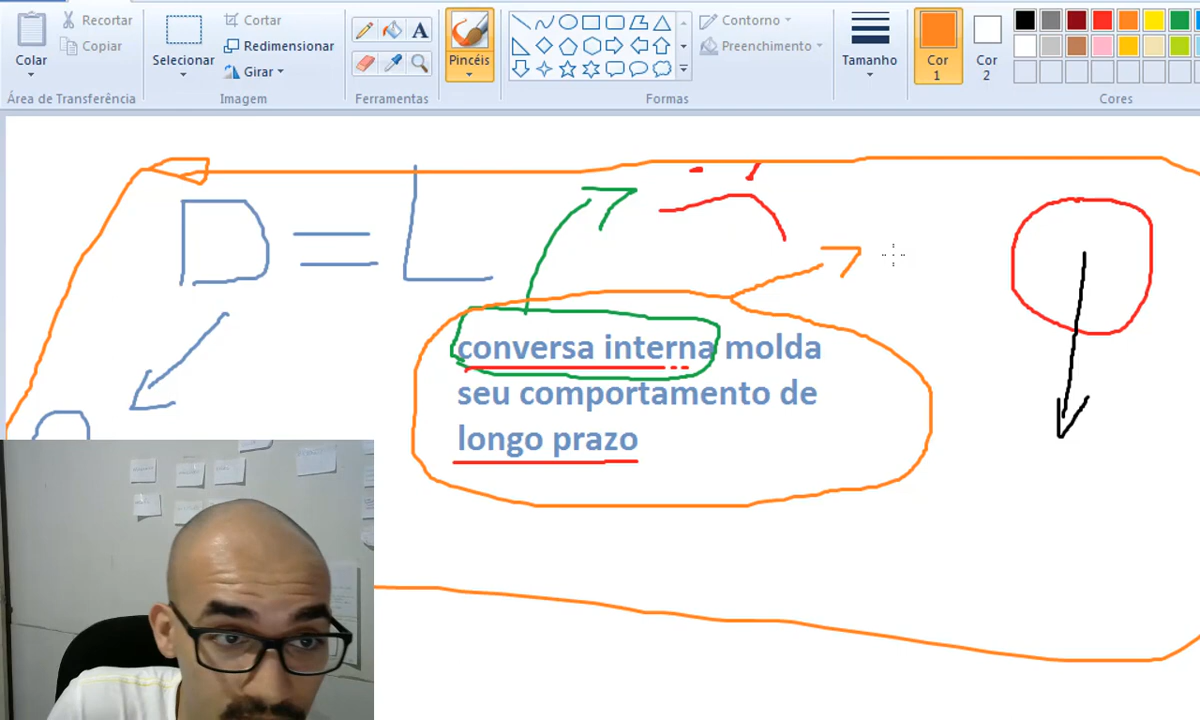 Colar
Recortar
Copiar
Área de Transferência
Selecionar
Cortar
Redimensionar
Girar
Imagem
A
Ferramentas
Pincéis
Contorno
Preenchimento
Formas
Tamanho
Cor
1
Cor
2
Cores
D = L
conversa interna molda
seu comportamento de
longo prazo